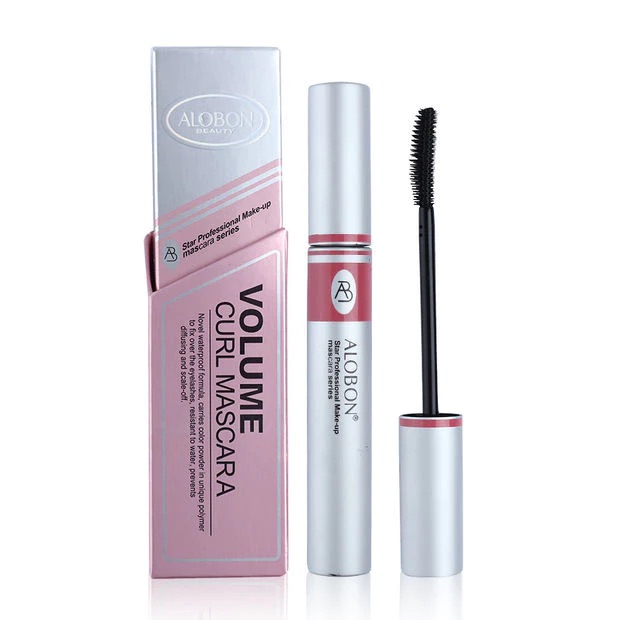 ALOBON
BEAUTY
Star Professional Make-up
mascara series
AB
VOLUME
CURL MASCARA
Novel waterproof formula, carries color powder in unique polymer
to fix over the eyelashes, resistant to water, prevents
diffusing and scale-off.
AB
ALOBON®
Star Professional Make-up
mascara series